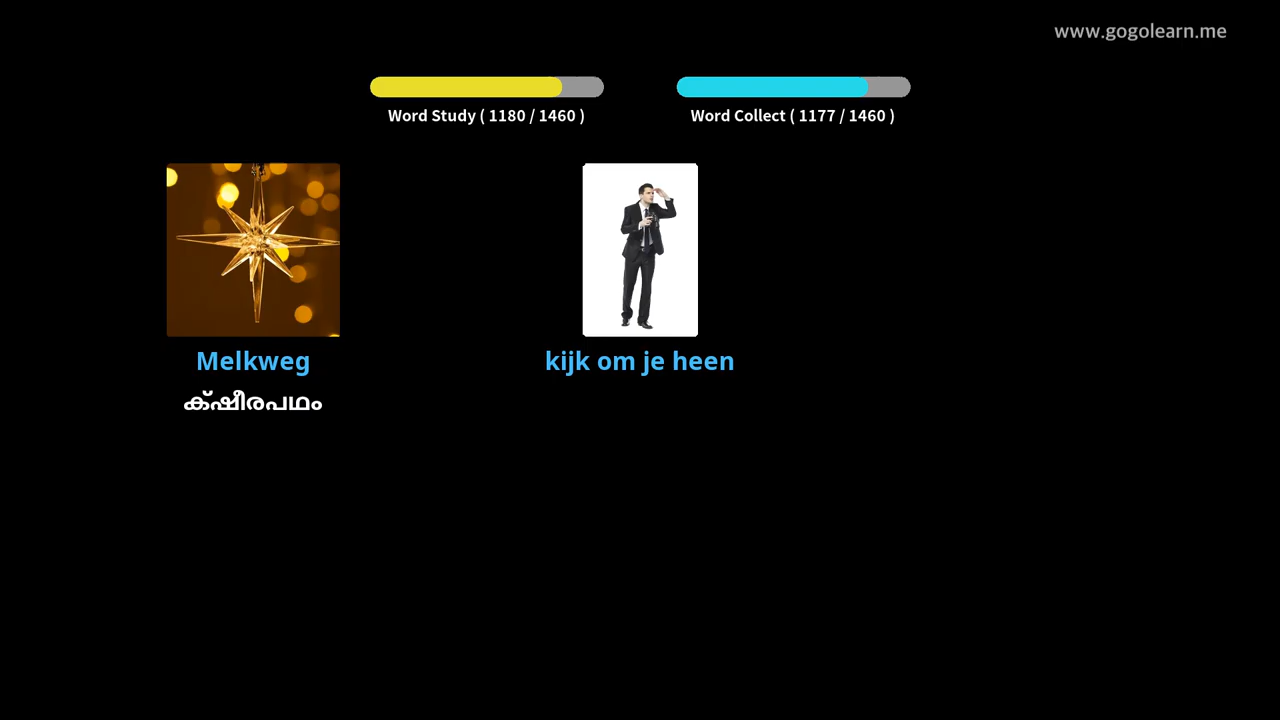 www.gogolearn.me
Word Study ( 1180 / 1460 )
Word Collect ( 1177 / 1460 )
Melkweg
kijk om je heen
ക്ഷീരപഥം